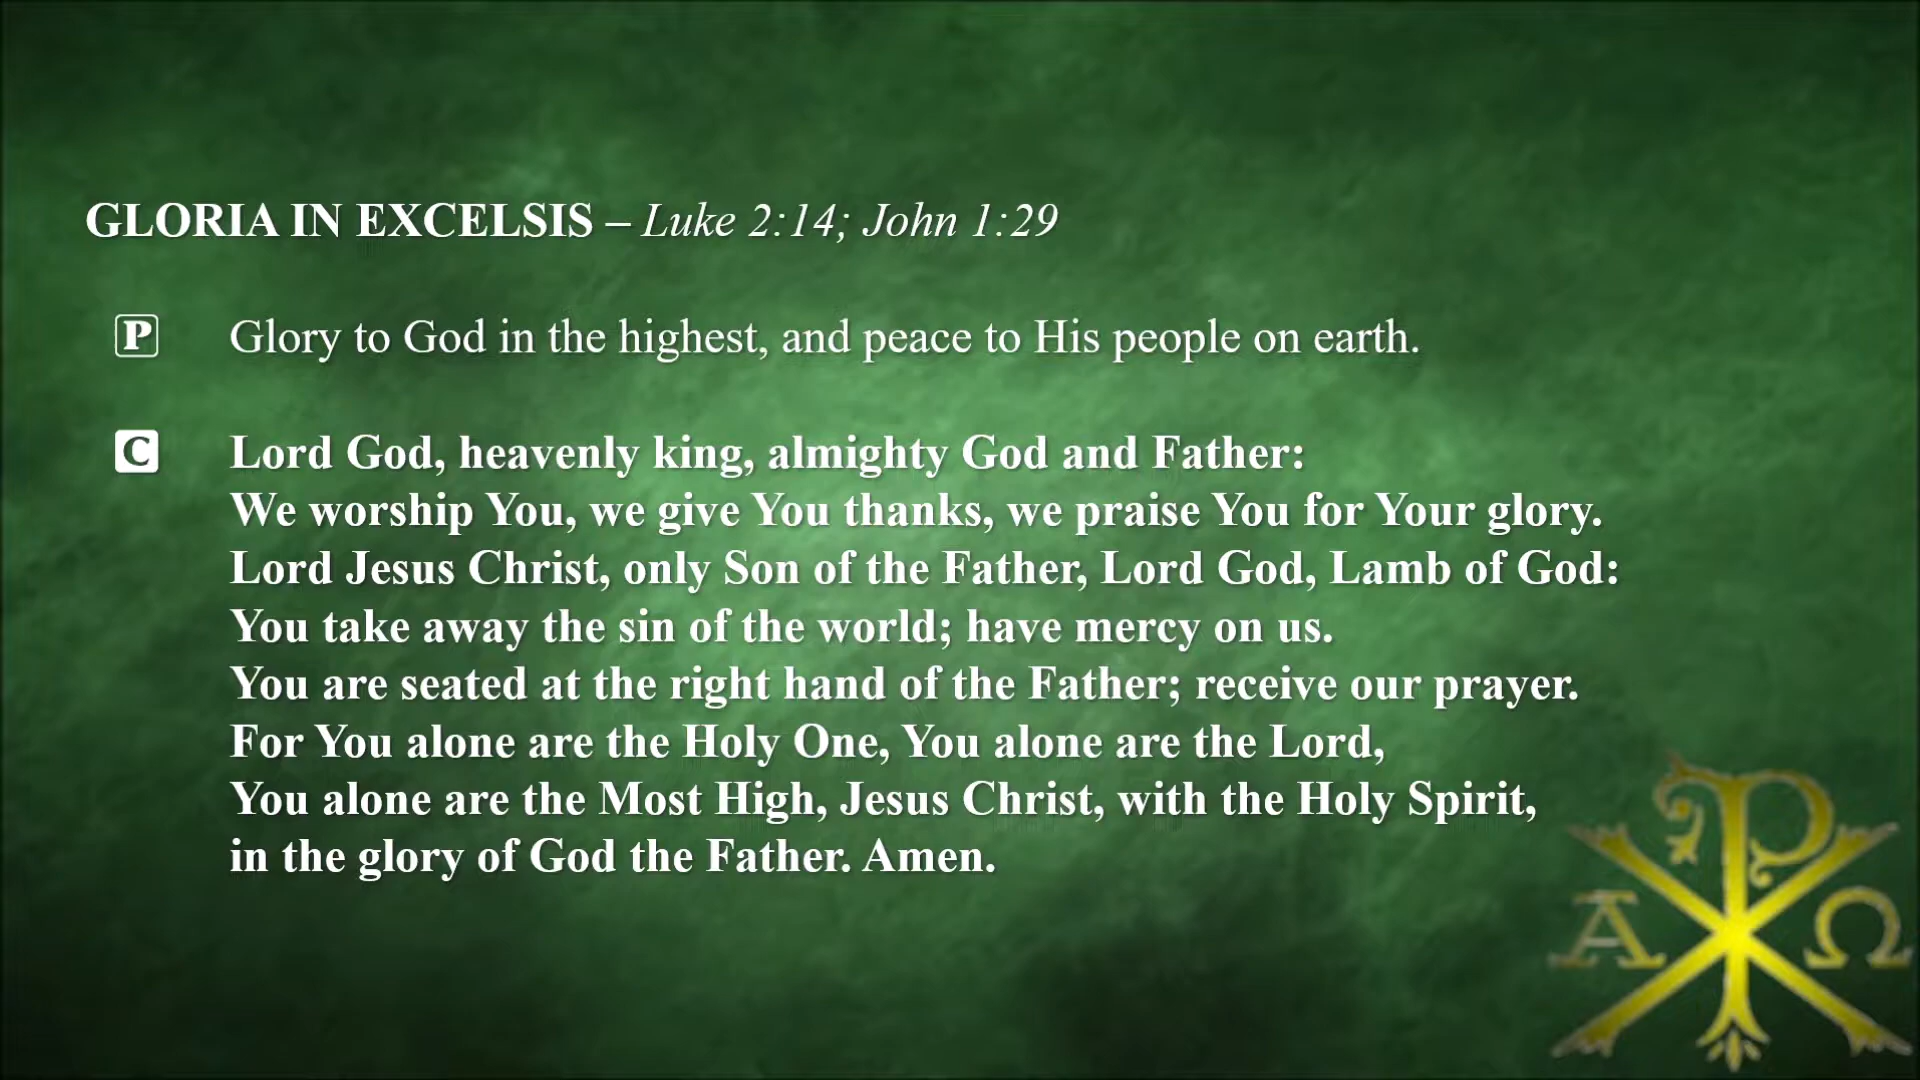 GLORIA IN EXCELSIS – Luke 2:14; John 1:29
P Glory to God in the highest, and peace to His people on earth.
C Lord God, heavenly king, almighty God and Father:
We worship You, we give You thanks, we praise You for Your glory.
Lord Jesus Christ, only Son of the Father, Lord God, Lamb of God:
You take away the sin of the world; have mercy on us.
You are seated at the right hand of the Father; receive our prayer.
For You alone are the Holy One, You alone are the Lord,
You alone are the Most High, Jesus Christ, with the Holy Spirit,
in the glory of God the Father. Amen.
Α Ω